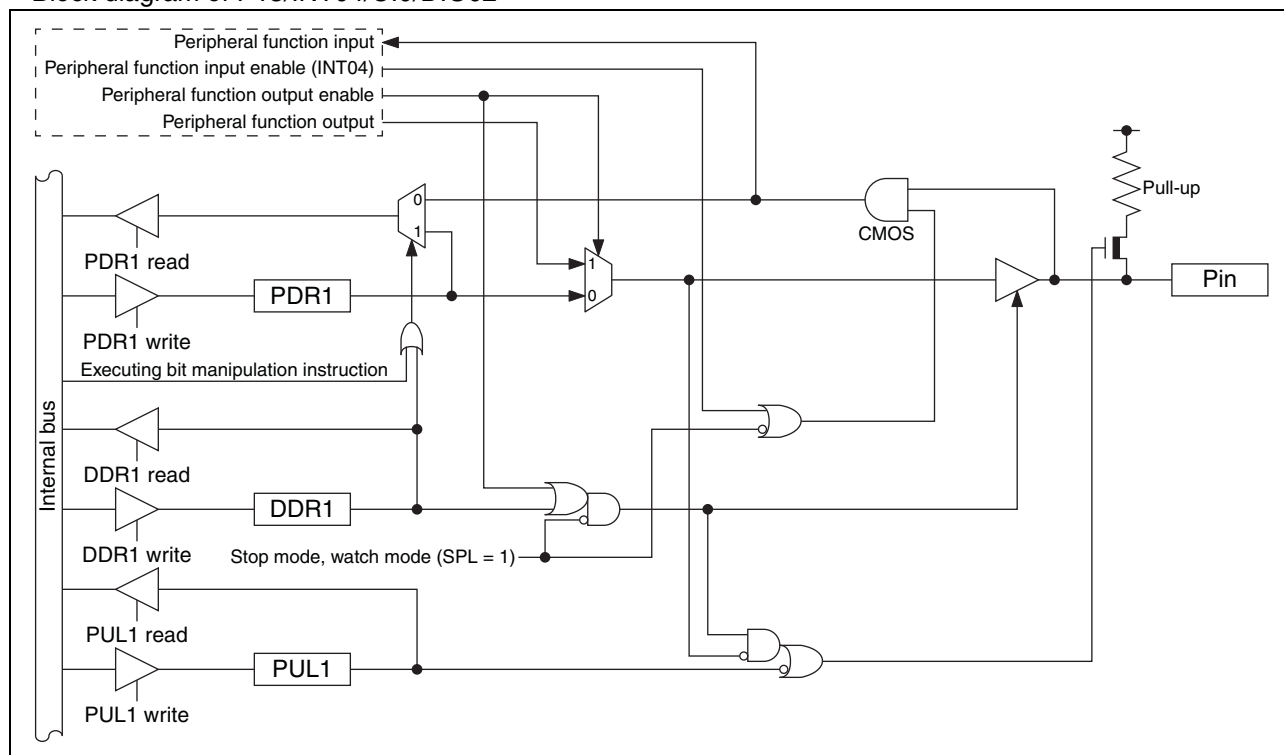 Peripheral function input
Peripheral function input enable (INT04)
Peripheral function output enable
Peripheral function output
0
1
CMOS
Pull-up
PDR1 read
PDR1
1
0
Pin
PDR1 write
Executing bit manipulation instruction
Internal bus
DDR1 read
DDR1
DDR1 write
Stop mode, watch mode (SPL = 1)
PUL1 read
PUL1
PUL1 write